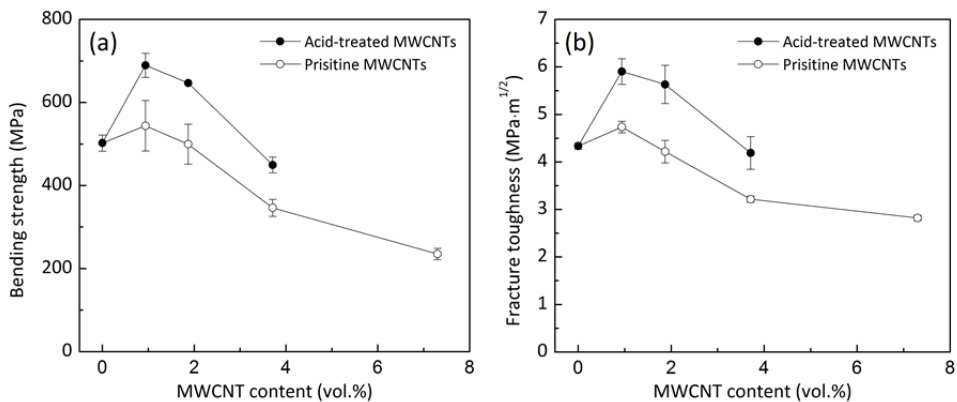 (a)
Acid-treated MWCNTs
Prisitine MWCNTs
Bending strength (MPa)
800
600
400
200
0
0 2 4 6 8
MWCNT content (vol.%)
(b)
Acid-treated MWCNTs
Prisitine MWCNTs
Fracture toughness (MPa·m^1/2)
7
6
5
4
3
2
1
0
0 2 4 6 8
MWCNT content (vol.%)